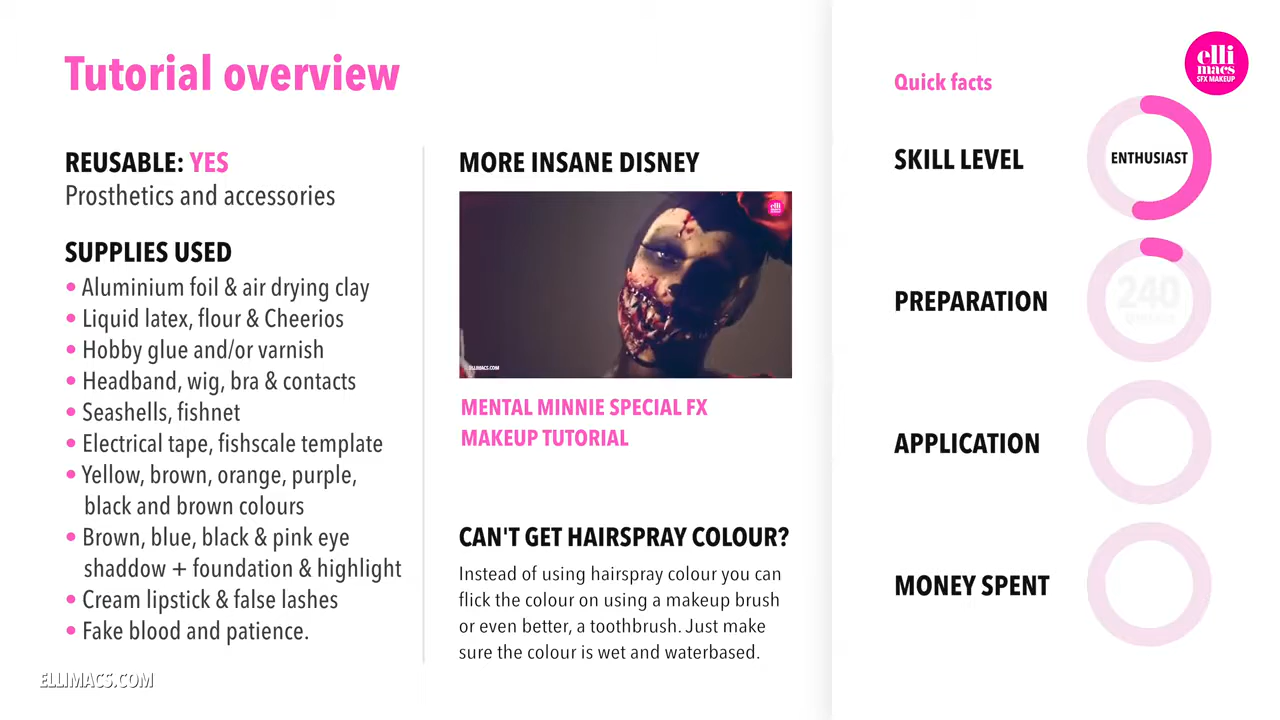 Tutorial overview
REUSABLE: YES
Prosthetics and accessories
SUPPLIES USED
• Aluminium foil & air drying clay
• Liquid latex, flour & Cheerios
• Hobby glue and/or varnish
• Headband, wig, bra & contacts
• Seashells, fishnet
• Electrical tape, fishscale template
• Yellow, brown, orange, purple,
black and brown colours
• Brown, blue, black & pink eye
shaddow + foundation & highlight
• Cream lipstick & false lashes
• Fake blood and patience.
ELLIMACS.COM
MORE INSANE DISNEY
elli
macs
ELLIMACS.COM
MENTAL MINNIE SPECIAL FX
MAKEUP TUTORIAL
CAN'T GET HAIRSPRAY COLOUR?
Instead of using hairspray colour you can
flick the colour on using a makeup brush
or even better, a toothbrush. Just make
sure the colour is wet and waterbased.
elli
macs
SFX MAKEUP
Quick facts
SKILL LEVEL
ENTHUSIAST
PREPARATION
240
APPLICATION
MONEY SPENT